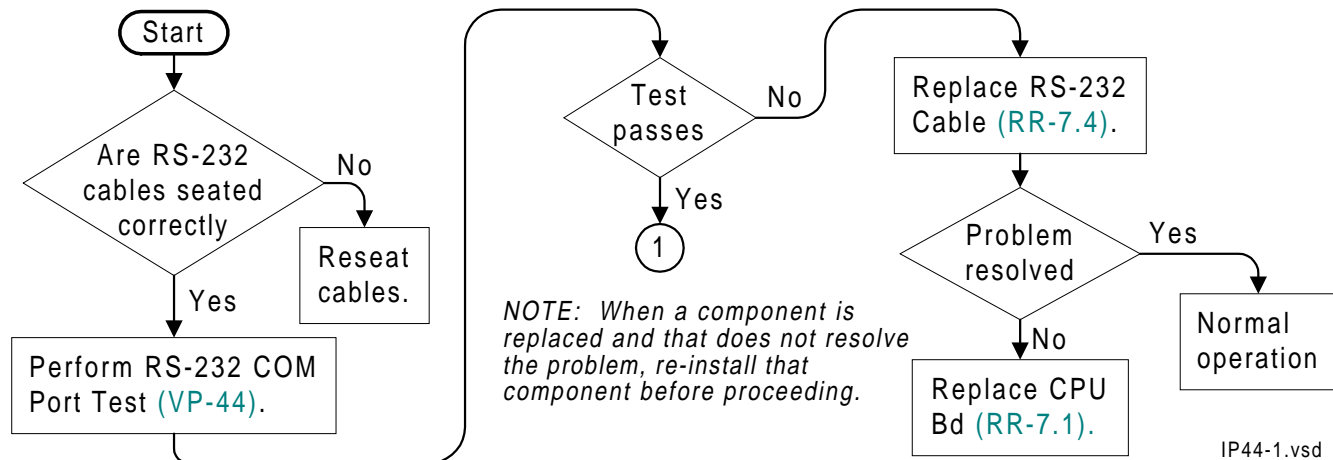 Start
Are RS-232
cables seated
correctly
No
Reseat
cables.
Yes
Perform RS-232 COM
Port Test (VP-44).
Test
passes
No
Yes
1
Replace RS-232
Cable (RR-7.4).
Problem
resolved
Yes
Normal
operation
No
Replace CPU
Bd (RR-7.1).
NOTE: When a component is
replaced and that does not resolve
the problem, re-install that
component before proceeding.
IP44-1.vsd